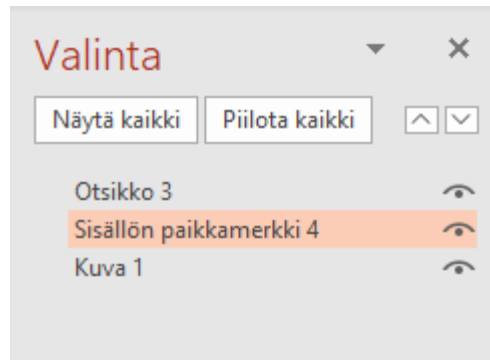 Valinta
Näytä kaikki Piilota kaikki
Otsikko 3
Sisällön paikkamerkki 4
Kuva 1